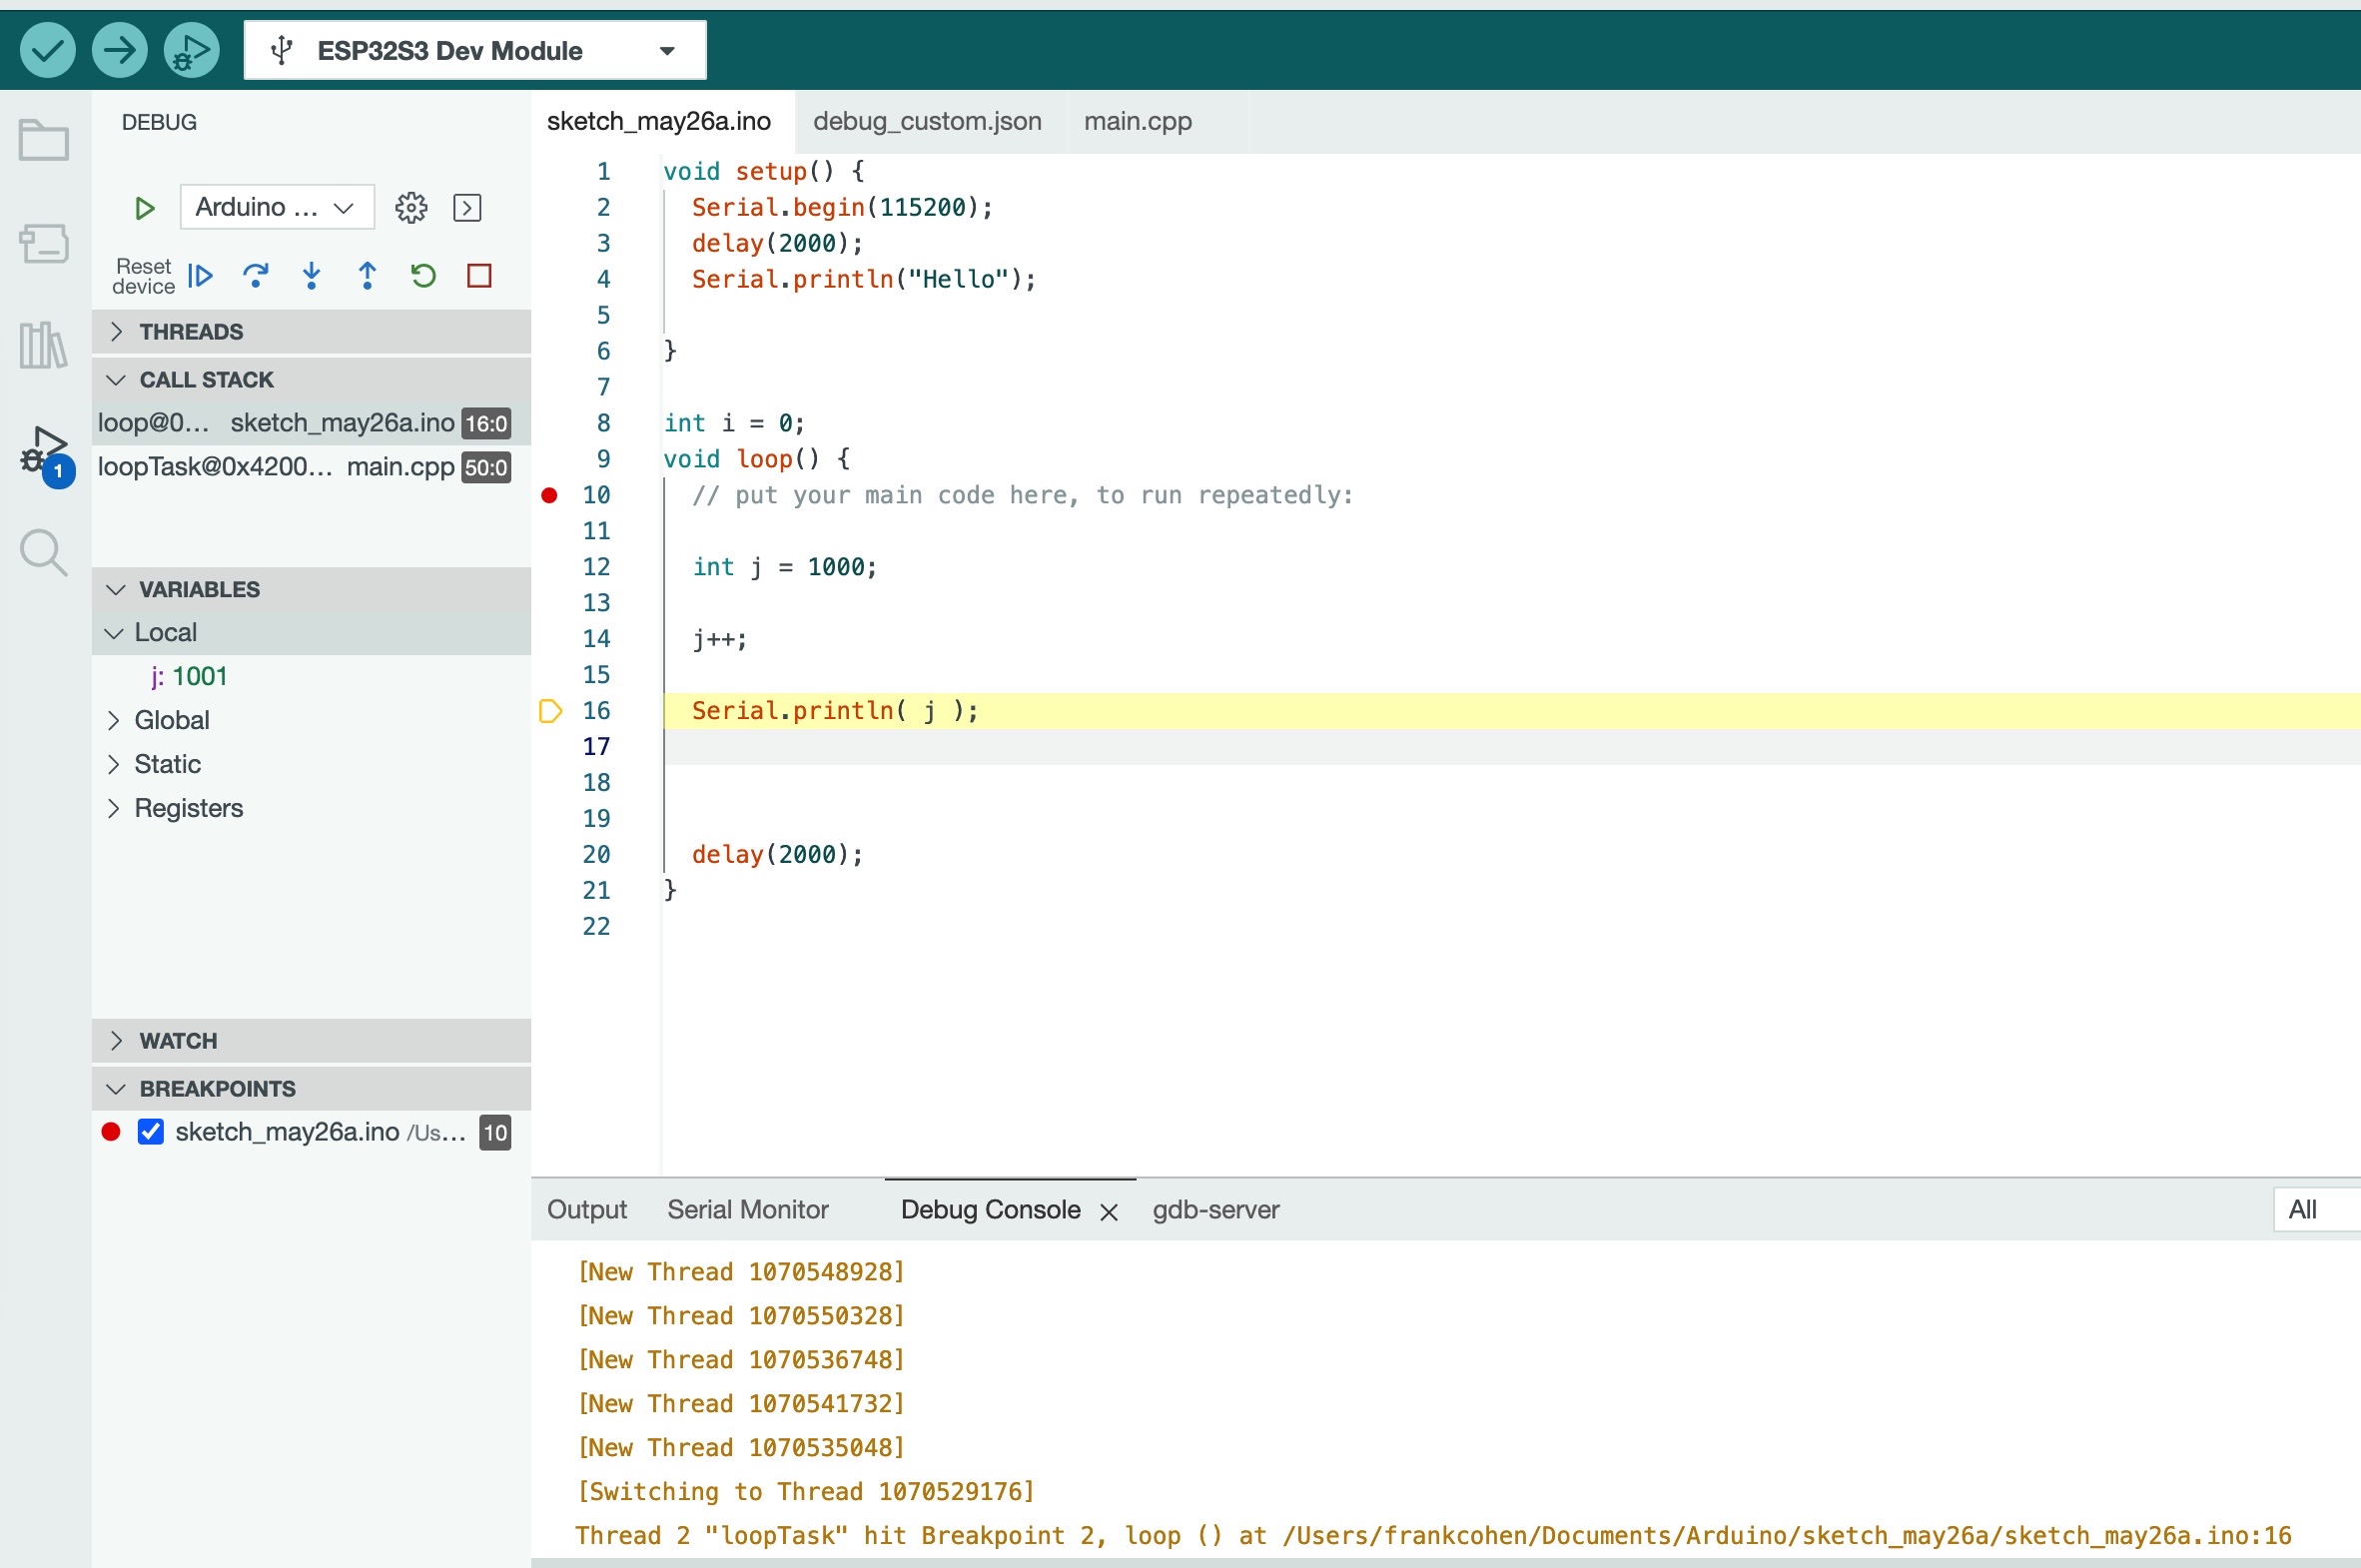 ESP32S3 Dev Module
DEBUG
Arduino ...
Reset device
THREADS
CALL STACK
loop@0... sketch_may26a.ino 16:0
loopTask@0x4200... main.cpp 50:0
1
VARIABLES
Local
j: 1001
Global
Static
Registers
WATCH
BREAKPOINTS
sketch_may26a.ino /Us... 10
sketch_may26a.ino debug_custom.json main.cpp
1 void setup() {
2 Serial.begin(115200);
3 delay(2000);
4 Serial.println("Hello");
5
6 }
7
8 int i = 0;
9 void loop() {
10 // put your main code here, to run repeatedly:
11
12 int j = 1000;
13
14 j++;
15
16 Serial.println( j );
17
18
19
20 delay(2000);
21 }
22
Output Serial Monitor Debug Console gdb-server All
[New Thread 1070548928]
[New Thread 1070550328]
[New Thread 1070536748]
[New Thread 1070541732]
[New Thread 1070535048]
[Switching to Thread 1070529176]
Thread 2 "loopTask" hit Breakpoint 2, loop () at /Users/frankcohen/Documents/Arduino/sketch_may26a/sketch_may26a.ino:16